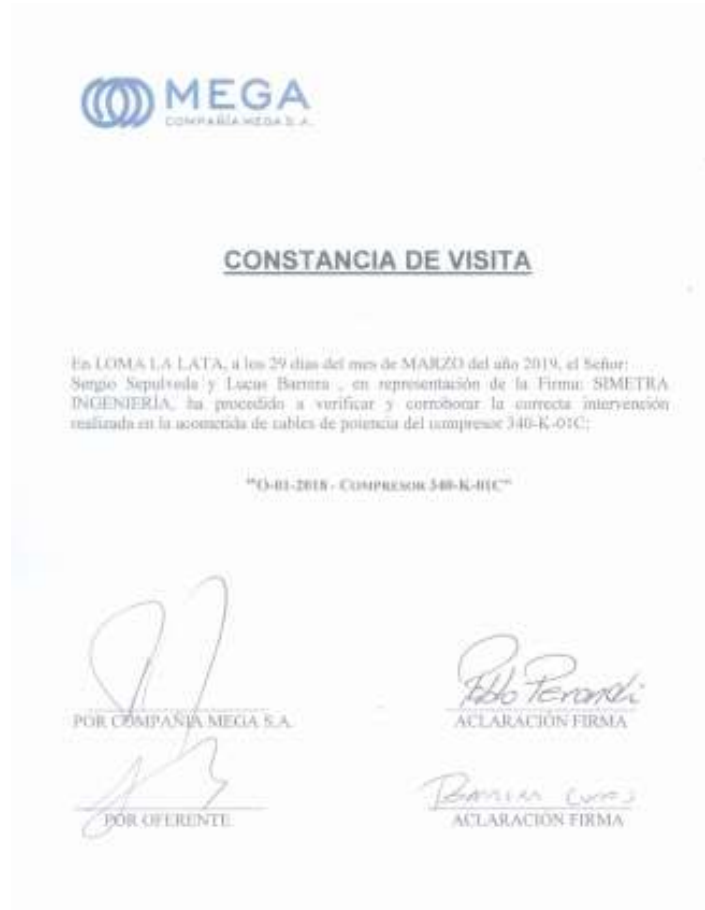 MEGA
COMPAÑÍA MEGA S.A.
CONSTANCIA DE VISITA
En LOMA LA LATA, a los 29 días del mes de MARZO del año 2019, el Señor:
Sergio Sepulveda y Lucas Barrera , en representación de la Firma: SIMETRA
INGENIERÍA, ha procedido a verificar y corroborar la correcta intervención
realizada en la acometida de cables de potencia del compresor 340-K-01C:
"O-01-2018 - COMPRESOR 340-K-01C"
Pablo
POR COMPAÑÍA MEGA S.A.
ACLARACIÓN FIRMA
POR OFERENTE
ACLARACIÓN FIRMA